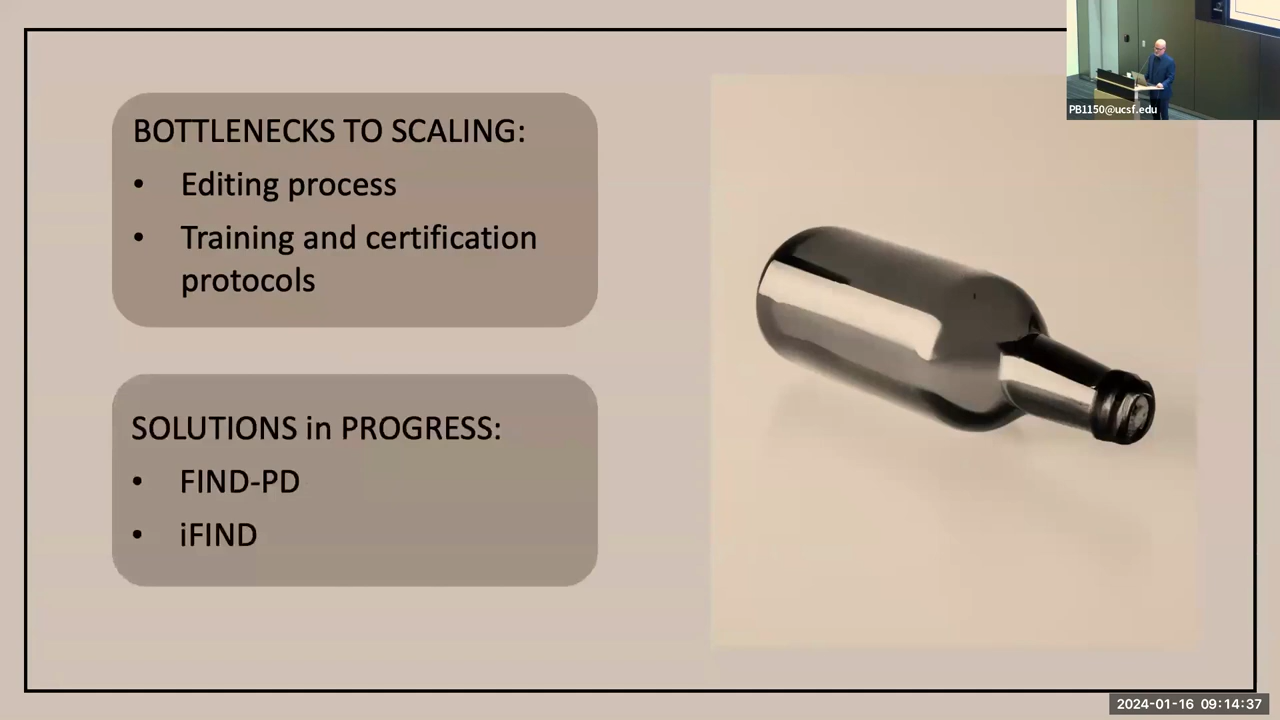 BOTTLENECKS TO SCALING:
• Editing process
• Training and certification
protocols
SOLUTIONS in PROGRESS:
• FIND-PD
• iFIND
PB1150@ucsf.edu
2024-01-16 09:14:37